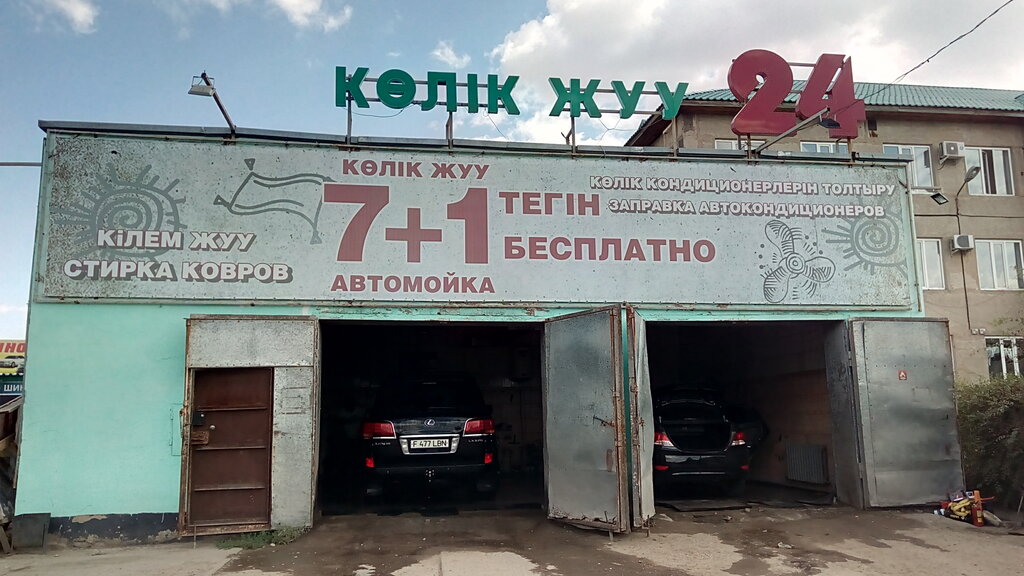 КӨЛІК ЖУУ 24
КӨЛІК ЖУУ
7+1
ТЕГІН
БЕСПЛАТНО
АВТОМОЙКА
КІЛЕМ ЖУУ
СТИРКА КОВРОВ
КӨЛІК КОНДИЦИОНЕРЛЕРІН ТОЛТЫРУ
ЗАПРАВКА АВТОКОНДИЦИОНЕРОВ
F 477 LBN